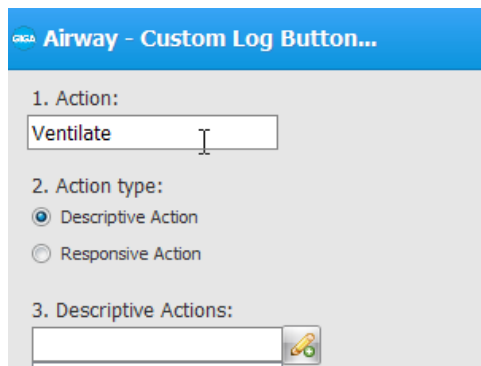 GIGA Airway - Custom Log Button...
1. Action:
Ventilate
2. Action type:
Descriptive Action
Responsive Action
3. Descriptive Actions: